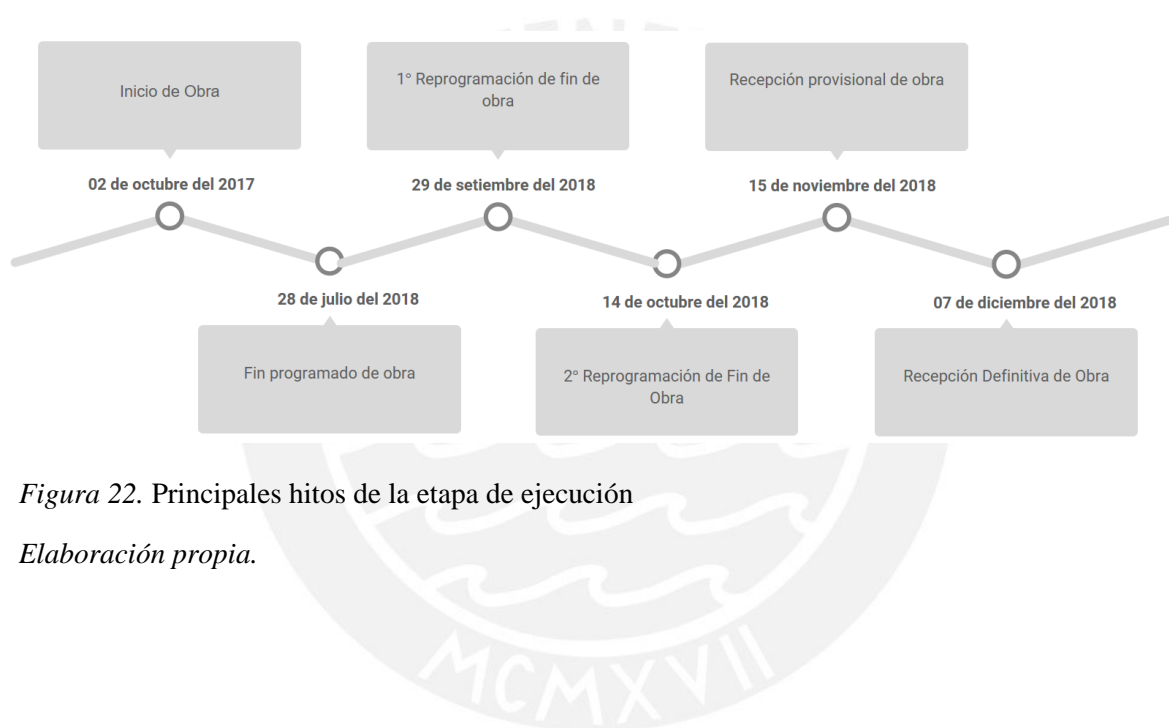 Inicio de Obra
02 de octubre del 2017
28 de julio del 2018
Fin programado de obra
1° Reprogramación de fin de
obra
29 de setiembre del 2018
14 de octubre del 2018
2° Reprogramación de Fin de
Obra
Recepción provisional de obra
15 de noviembre del 2018
07 de diciembre del 2018
Recepción Definitiva de Obra
Figura 22. Principales hitos de la etapa de ejecución
Elaboración propia.
MCMXVII